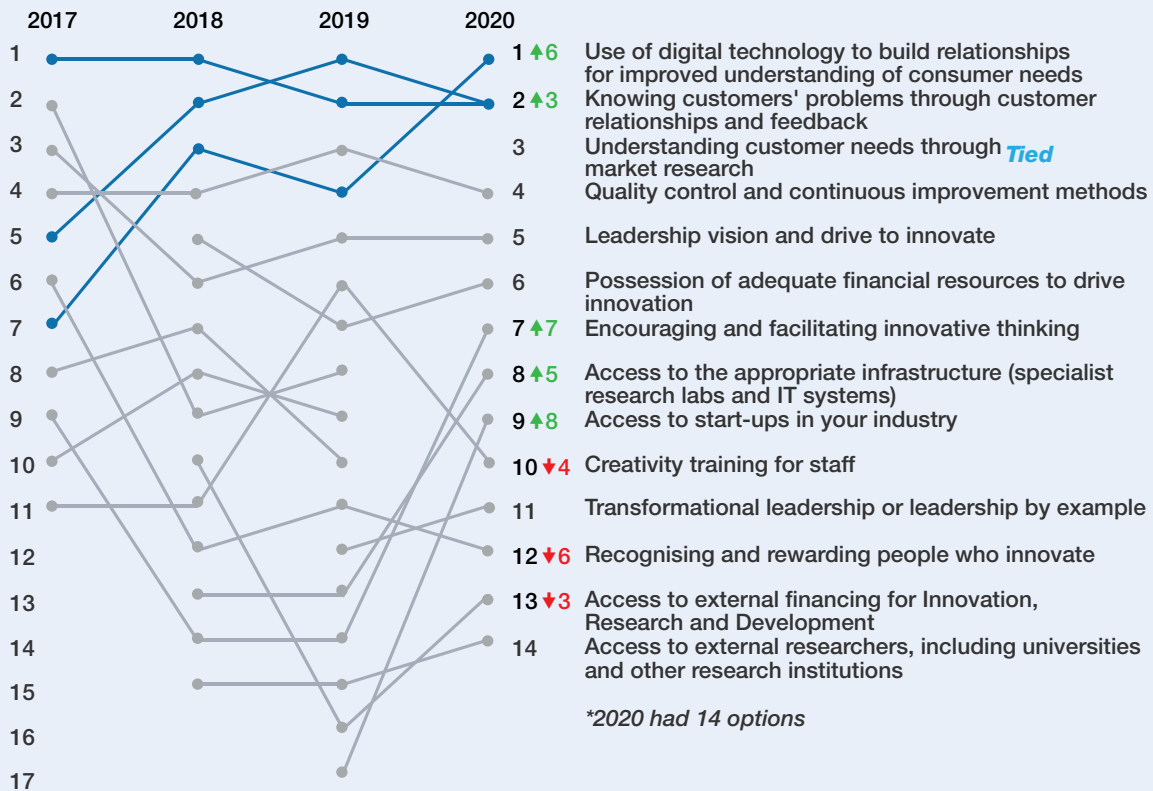 2017 2018 2019 2020
1
2
3
4
5
6
7
8
9
10
11
12
13
14
15
16
17
1 6 Use of digital technology to build relationships
for improved understanding of consumer needs
2 3 Knowing customers' problems through customer
relationships and feedback
3 Understanding customer needs through Tied
market research
4 Quality control and continuous improvement methods
5 Leadership vision and drive to innovate
6 Possession of adequate financial resources to drive
innovation
7 7 Encouraging and facilitating innovative thinking
8 5 Access to the appropriate infrastructure (specialist
research labs and IT systems)
9 8 Access to start-ups in your industry
10 4 Creativity training for staff
11 Transformational leadership or leadership by example
12 6 Recognising and rewarding people who innovate
13 3 Access to external financing for Innovation,
Research and Development
14 Access to external researchers, including universities
and other research institutions
*2020 had 14 options